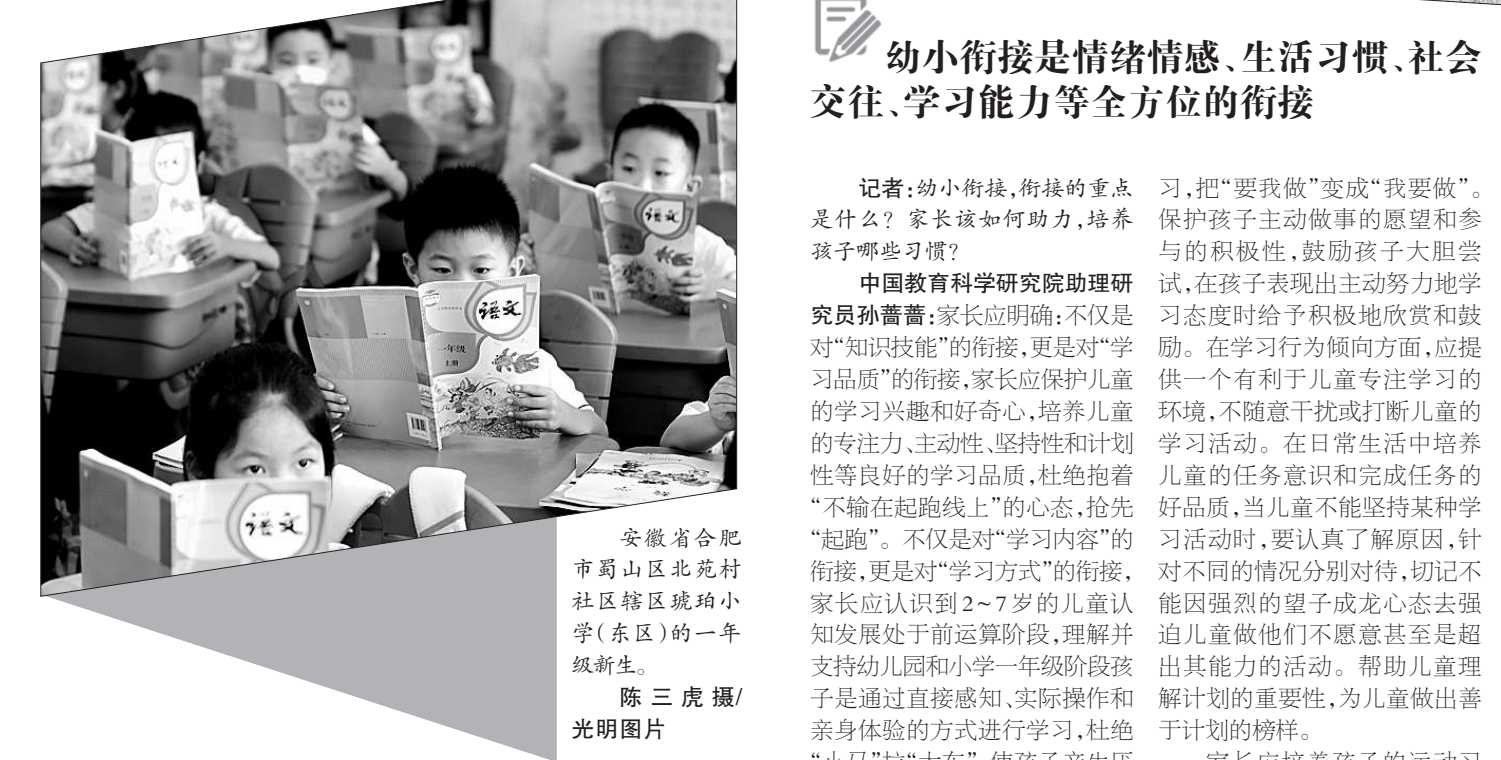 语文
语文
语文
一年级
上册
语文
安徽省合肥
市蜀山区北苑村
社区辖区琥珀小
学(东区)的一年
级新生。
陈三虎摄/
光明图片
幼小衔接是情绪情感、生活习惯、社会
交往、学习能力等全方位的衔接
记者:幼小衔接,衔接的重点
是什么?家长该如何助力,培养
孩子哪些习惯?
中国教育科学研究院助理研
究员孙蔷蔷:家长应明确:不仅是
对“知识技能”的衔接,更是对“学
习品质”的衔接,家长应保护儿童
的学习兴趣和好奇心,培养儿童
的专注力、主动性、坚持性和计划
性等良好的学习品质,杜绝抱着
“不输在起跑线上”的心态,抢先
“起跑”。不仅是对“学习内容”的
衔接,更是对“学习方式”的衔接,
家长应认识到2~7岁的儿童认
知发展处于前运算阶段,理解并
支持幼儿园和小学一年级阶段孩
子是通过直接感知、实际操作和
亲身体验的方式进行学习,杜绝
习,把“要我做”变成“我要做”。
保护孩子主动做事的愿望和参
与的积极性,鼓励孩子大胆尝
试,在孩子表现出主动努力地学
习态度时给予积极地欣赏和鼓
励。在学习行为倾向方面,应提
供一个有利于儿童专注学习的
环境,不随意干扰或打断儿童的
学习活动。在日常生活中培养
儿童的任务意识和完成任务的
好品质,当儿童不能坚持某种学
习活动时,要认真了解原因,针
对不同的情况分别对待,切记不
能因强烈的望子成龙心态去强
迫儿童做他们不愿意甚至是超
出其能力的活动。帮助儿童理
解计划的重要性,为儿童做出善
于计划的榜样。